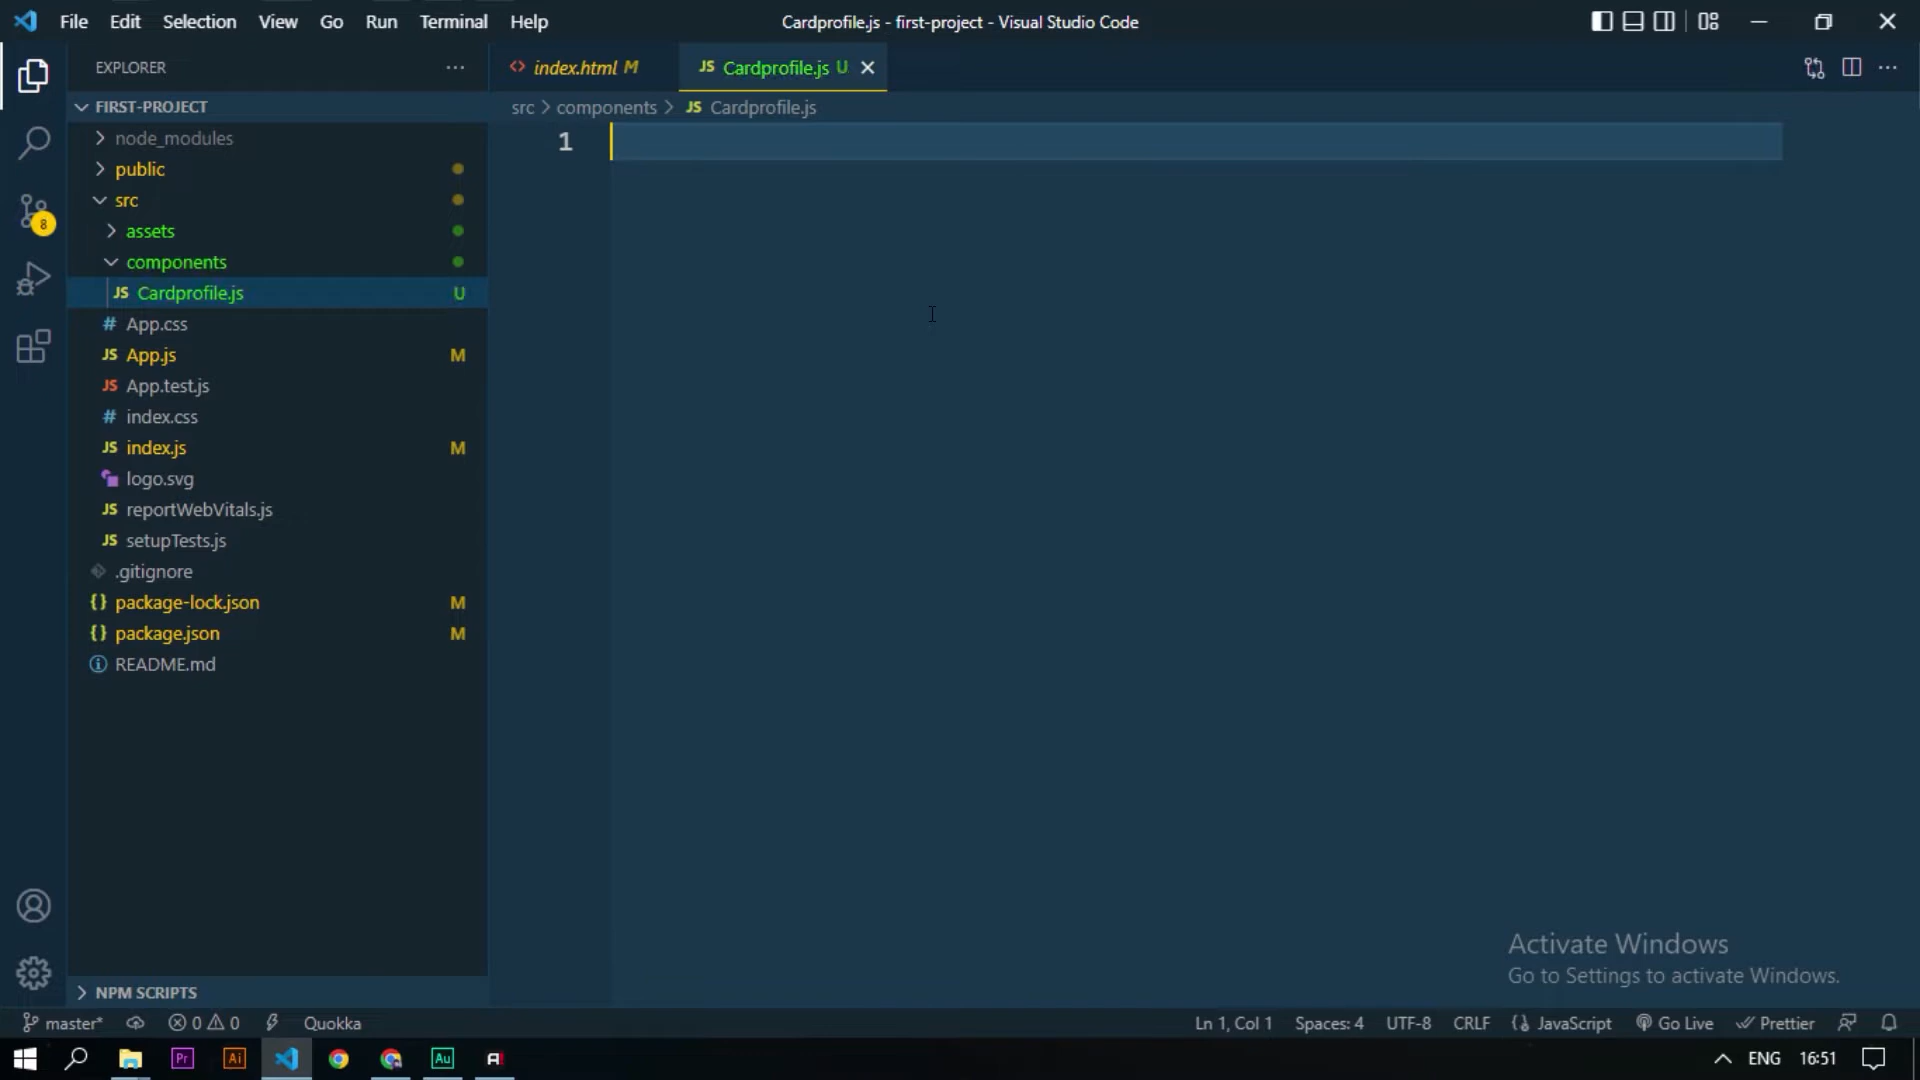 File Edit Selection View Go Run Terminal Help
Cardprofile.js - first-project - Visual Studio Code
EXPLORER
FIRST-PROJECT
node_modules
public
src
assets
components
JS Cardprofile.js U
# App.css
JS App.js M
JS App.test.js
# index.css
JS index.js M
logo.svg
JS reportWebVitals.js
JS setupTests.js
.gitignore
{} package-lock.json M
{} package.json M
README.md
NPM SCRIPTS
8
<> index.html M
JS Cardprofile.js U
src > components > JS Cardprofile.js
1
Activate Windows
Go to Settings to activate Windows.
master* 0 0 Quokka
Ln 1, Col 1 Spaces: 4 UTF-8 CRLF JavaScript Go Live Prettier
Pr Ai Au A
ENG 16:51